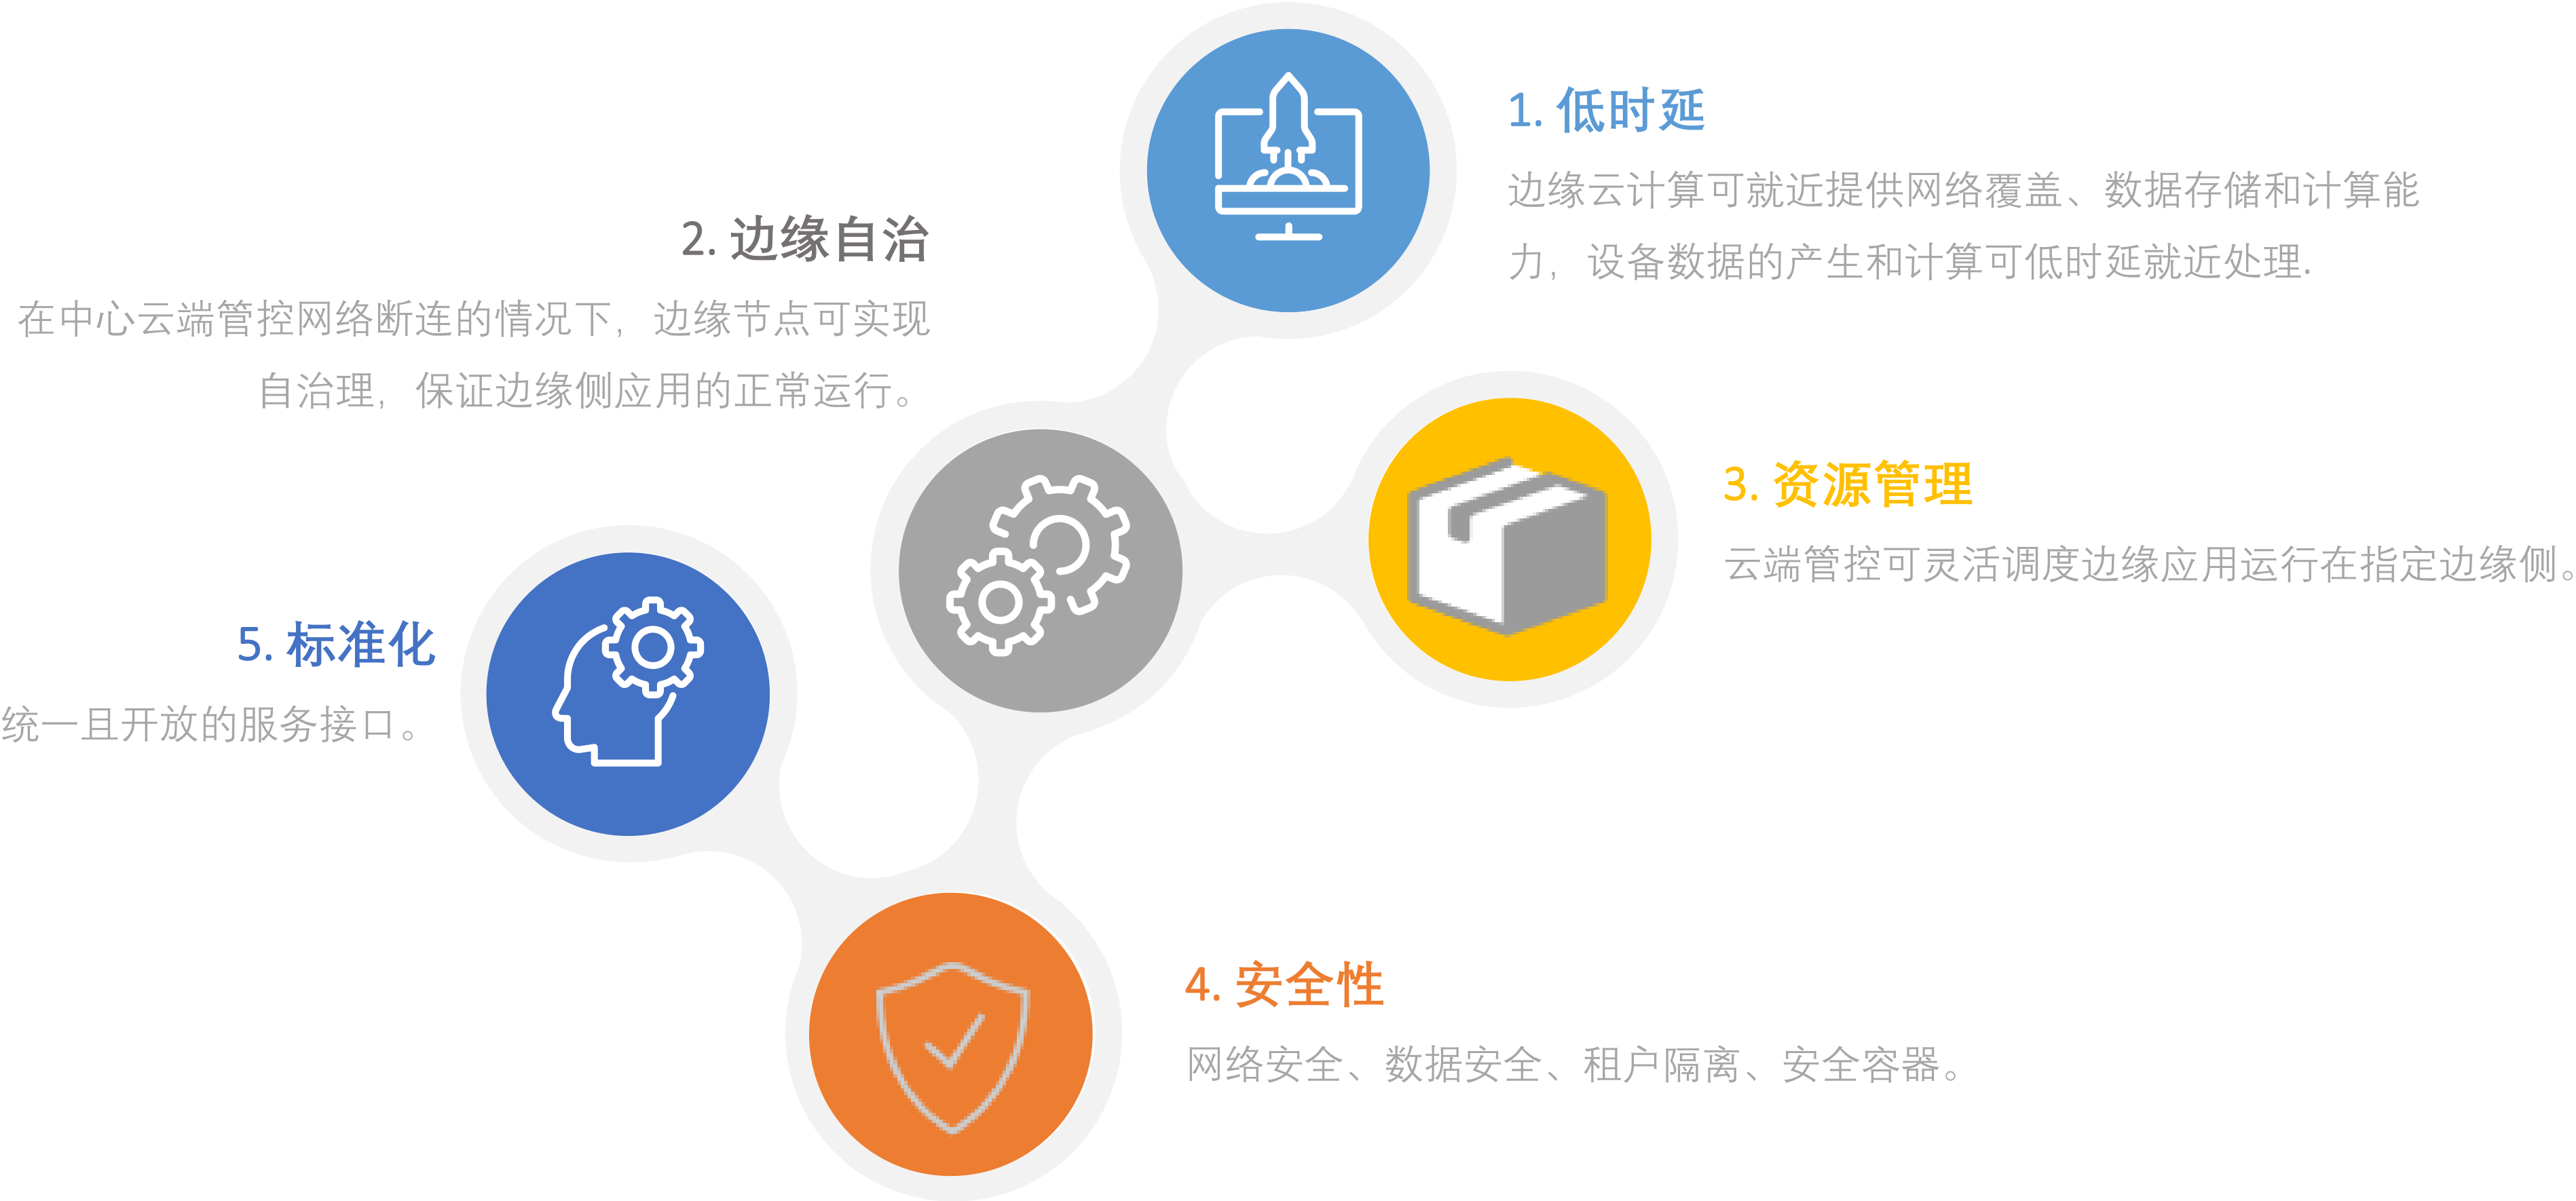 1. 低时延
边缘云计算可就近提供网络覆盖、数据存储和计算能
力，设备数据的产生和计算可低时延就近处理.
2. 边缘自治
在中心云端管控网络断连的情况下，边缘节点可实现
自治理，保证边缘侧应用的正常运行。
3. 资源管理
云端管控可灵活调度边缘应用运行在指定边缘侧。
4. 安全性
网络安全、数据安全、租户隔离、安全容器。
5. 标准化
统一且开放的服务接口。